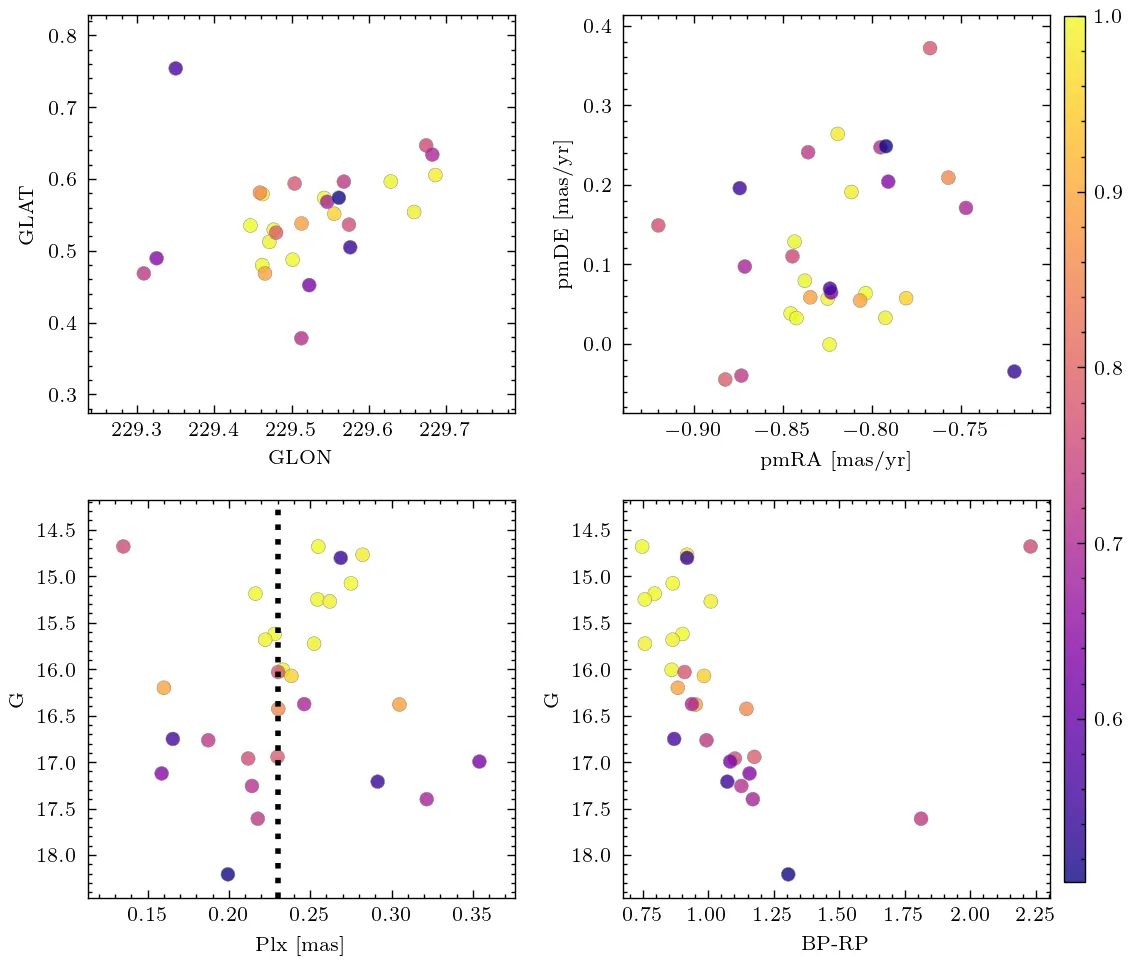 0.8
0.7
0.6
0.5
0.4
0.3
GLAT
229.3 229.4 229.5 229.6 229.7
GLON
0.4
0.3
0.2
0.1
0.0
pmDE [mas/yr]
−0.90 −0.85 −0.80 −0.75
pmRA [mas/yr]
1.0
0.9
0.8
0.7
0.6
14.5
15.0
15.5
16.0
16.5
17.0
17.5
18.0
G
0.15 0.20 0.25 0.30 0.35
Plx [mas]
14.5
15.0
15.5
16.0
16.5
17.0
17.5
18.0
G
0.75 1.00 1.25 1.50 1.75 2.00 2.25
BP-RP